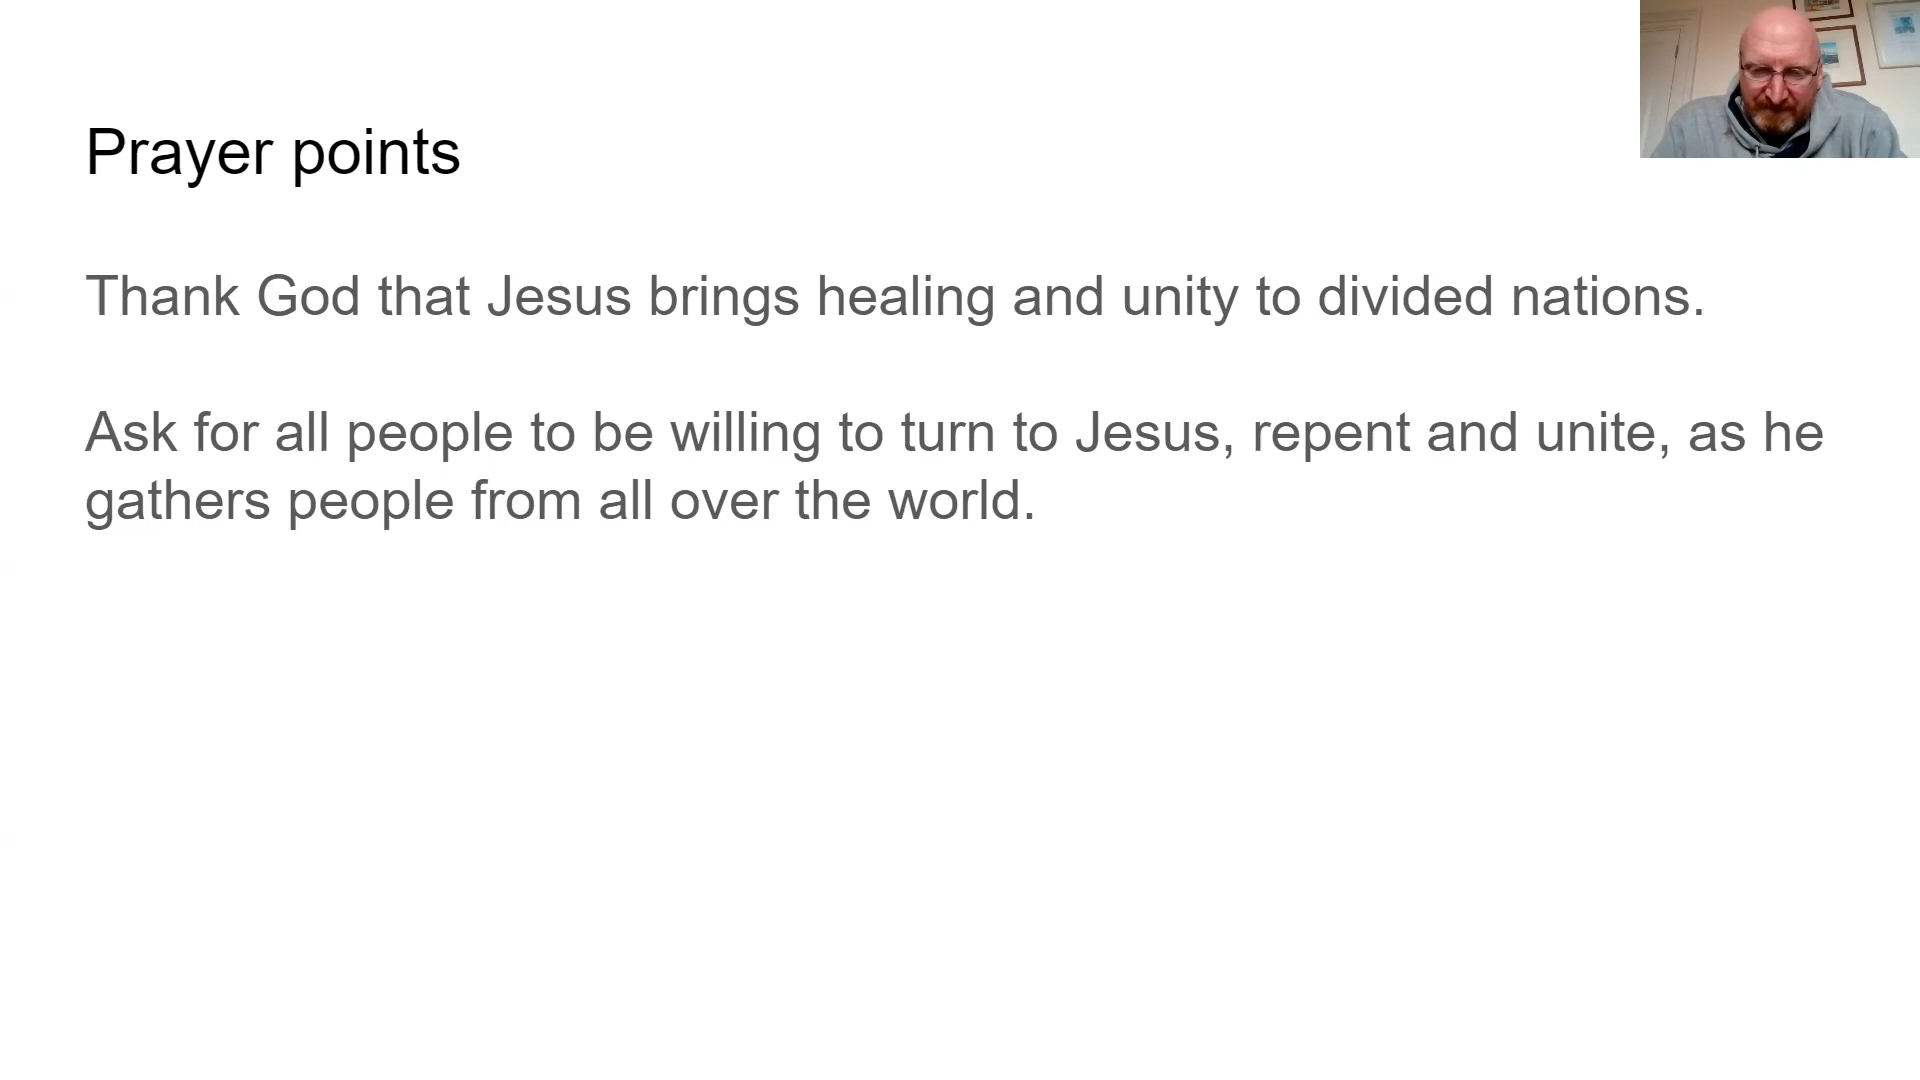 Prayer points
Thank God that Jesus brings healing and unity to divided nations.
Ask for all people to be willing to turn to Jesus, repent and unite, as he
gathers people from all over the world.